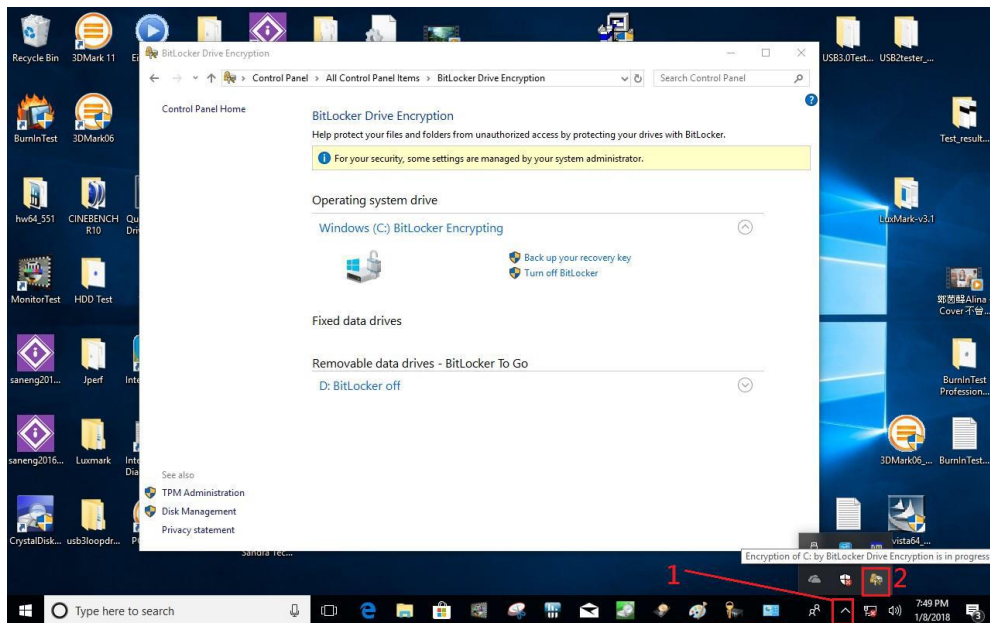 Recycle Bin
3DMark 11
USB3.0Test...
USB2tester_...
BurnInTest
3DMark06
Test_result...
hw64_551
CINEBENCH R10
LuxMark-v3.1
MonitorTest
HDD Test
Cover 不曾...
saneng201...
Jperf
BurnInTest
Profession...
saneng2016...
Luxmark
3DMark06_...
BurnInTest...
CrystalDisk...
usb3loopdr...
vista64_...
BitLocker Drive Encryption
Control Panel > All Control Panel Items > BitLocker Drive Encryption
Search Control Panel
Control Panel Home
BitLocker Drive Encryption
Help protect your files and folders from unauthorized access by protecting your drives with BitLocker.
For your security, some settings are managed by your system administrator.
Operating system drive
Windows (C:) BitLocker Encrypting
Back up your recovery key
Turn off BitLocker
Fixed data drives
Removable data drives - BitLocker To Go
D: BitLocker off
See also
TPM Administration
Disk Management
Privacy statement
Encryption of C: by BitLocker Drive Encryption is in progress
1
2
Type here to search
7:49 PM
1/8/2018
3